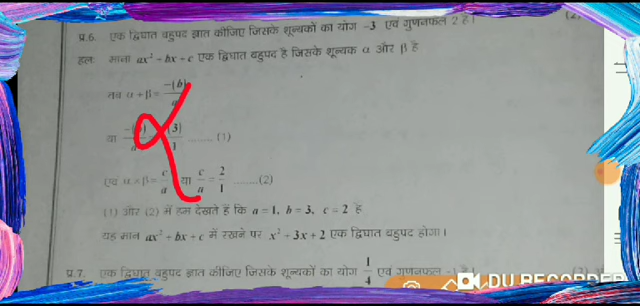 प्र.6. एक द्विघात बहुपद ज्ञात कीजिए जिसके शून्यकों का योग -3 एवं गुणनफल 2 है। (2)
हलः माना ax² + bx + c एक द्विघात बहुपद है जिसके शून्यक α और β है
तब α + β = -(b)/a
या -(b)/a (3)/1 ........ (1)
एवं α × β = c/a या c/a = 2/1 ........(2)
(1) और (2) में हम देखते है कि a = 1, b = 3, c = 2 है
यह मान ax² + bx + c में रखने पर x² + 3x + 2 एक द्विघात बहुपद होगा।
प्र.7. एक द्विघात बहुपद ज्ञात कीजिए जिसके शून्यकों का योग 1/4 एवं गुणनफल
DU RECORDER